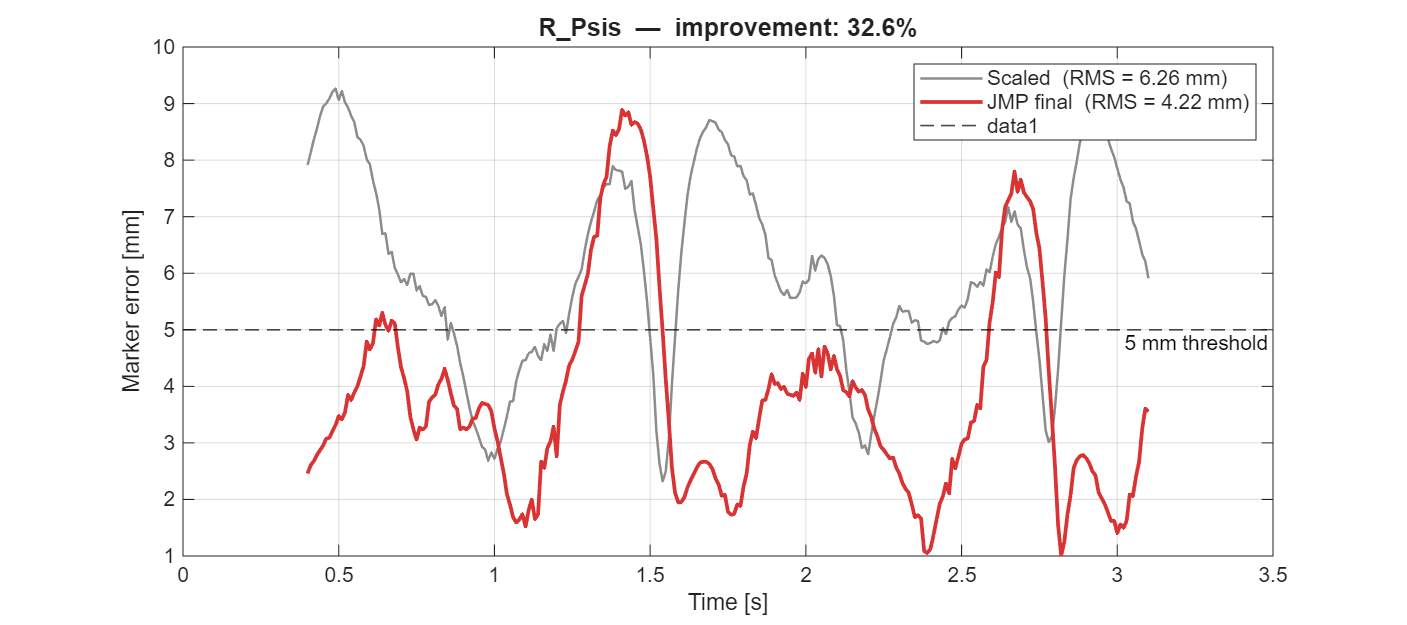 R_Psis — improvement: 32.6%
10
9
8
7
6
5
4
3
2
1
Marker error [mm]
Scaled (RMS = 6.26 mm)
JMP final (RMS = 4.22 mm)
data1
5 mm threshold
0 0.5 1 1.5 2 2.5 3 3.5
Time [s]